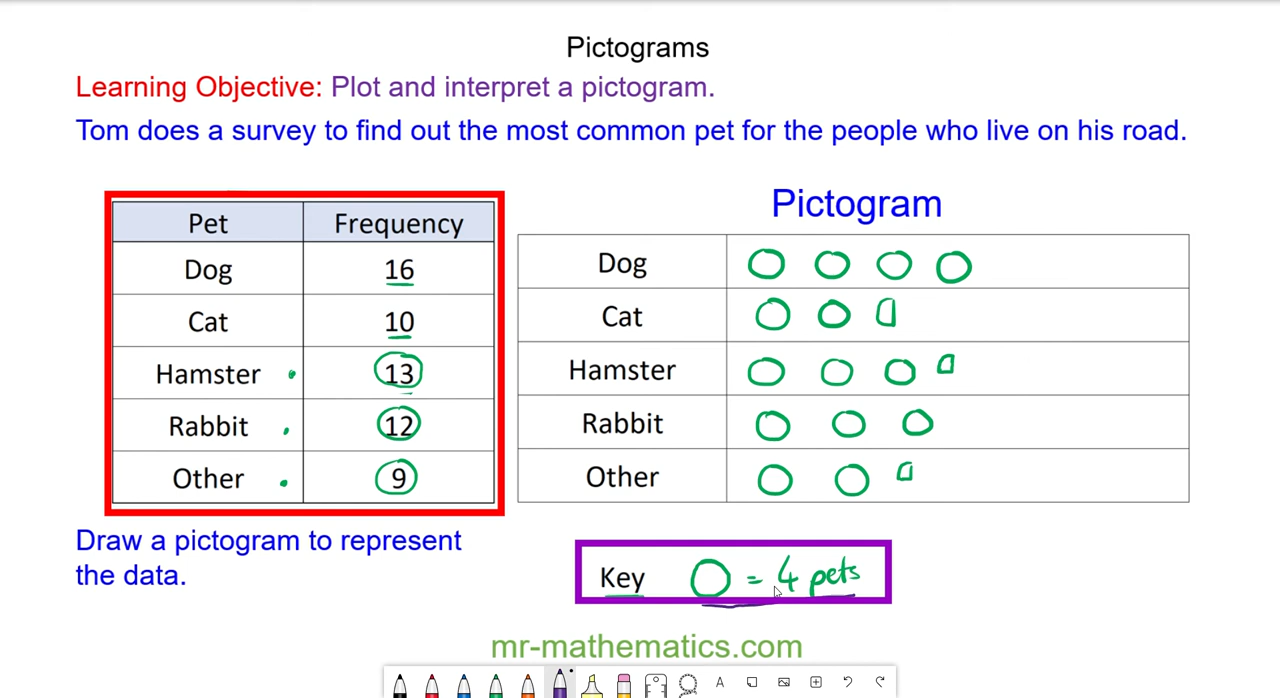 Pictograms
Learning Objective: Plot and interpret a pictogram.
Tom does a survey to find out the most common pet for the people who live on his road.
Pictogram
Pet Frequency
Dog 16
Cat 10
Hamster 13
Rabbit 12
Other 9
Dog
Cat
Hamster
Rabbit
Other
Draw a pictogram to represent
the data.
Key = 4 pets
mr-mathematics.com
A